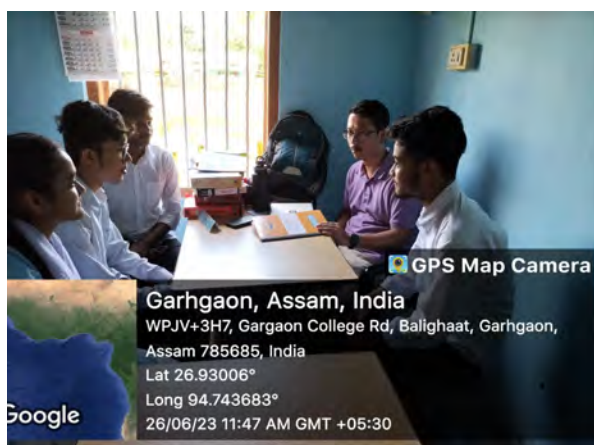 GPS Map Camera
Garhgaon, Assam, India
WPJV+3H7, Gargaon College Rd, Balighaat, Garhgaon,
Assam 785685, India
Lat 26.93006°
Long 94.743683°
26/06/23 11:47 AM GMT +05:30
Google